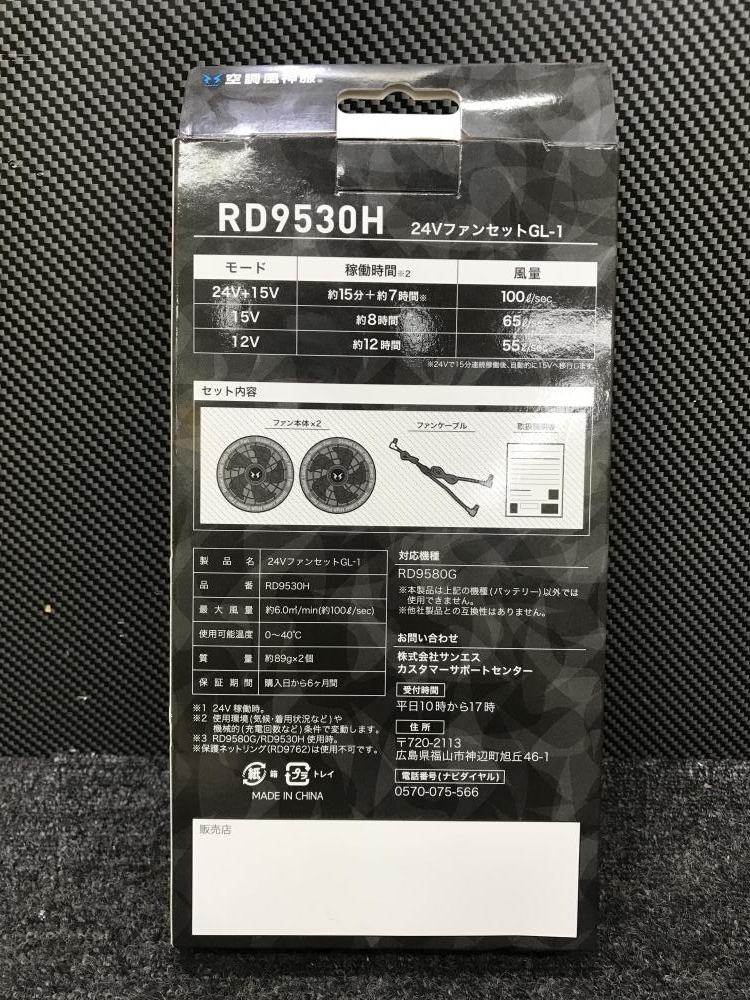 空調風神服®
RD9530H 24VファンセットGL-1
モード 稼働時間※2 風量
24V+15V 約15分+約7時間※ 100ℓ/sec
15V 約8時間 65ℓ/sec
12V 約12時間 55ℓ/sec
※24Vで15分連続稼働後、自動的に15Vへ移行します。
セット内容
ファン本体×2 ファンケーブル 取扱説明書
製品名 24VファンセットGL-1
品番 RD9530H
最大風量 約6.0㎥/min(約100ℓ/sec)
使用可能温度 0〜40℃
質量 約89g×2個
保証期間 購入日から6ヶ月間
※1 24V稼働時。
※2 使用環境(気候・着用状況など)や
機械的(充電回数など)条件で変動します。
※3 RD9580G/RD9530H使用時。
※保護ネットリング(RD9762)は使用不可です。
紙 箱 プラ トレイ
MADE IN CHINA
対応機種
RD9580G
※本製品は上記の機種(バッテリー)以外では
使用できません。
※他社製品との互換性はありません。
お問い合わせ
株式会社サンエス
カスタマーサポートセンター
受付時間
平日10時から17時
住所
〒720-2113
広島県福山市神辺町旭丘46-1
電話番号(ナビダイヤル)
0570-075-566
販売店